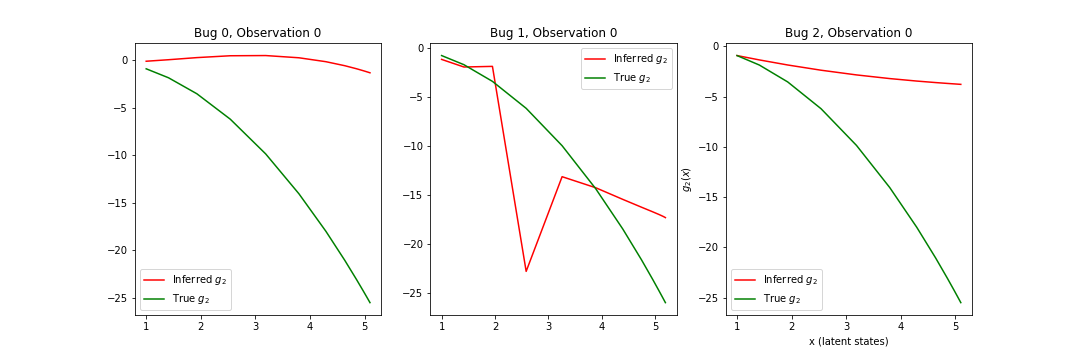 Bug 0, Observation 0
0
−5
−10
−15
−20
−25
1 2 3 4 5
Inferred g₂
True g₂
Bug 1, Observation 0
0
−5
−10
−15
−20
−25
1 2 3 4 5
Inferred g₂
True g₂
Bug 2, Observation 0
g₂(x)
0
−5
−10
−15
−20
−25
1 2 3 4 5
x (latent states)
Inferred g₂
True g₂